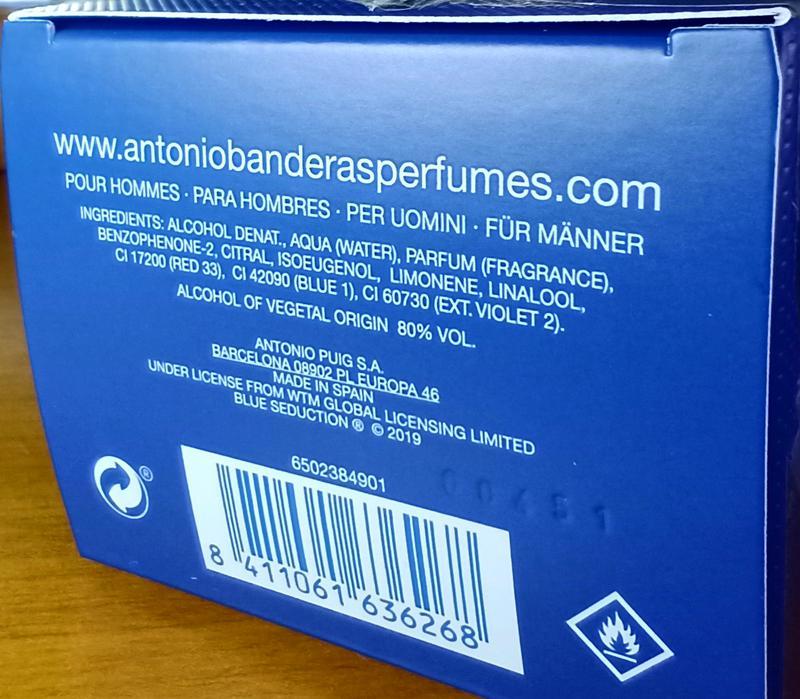 www.antoniobanderasperfumes.com
POUR HOMMES · PARA HOMBRES · PER UOMINI · FÜR MÄNNER
INGREDIENTS: ALCOHOL DENAT., AQUA (WATER), PARFUM (FRAGRANCE),
BENZOPHENONE-2, CITRAL, ISOEUGENOL, LIMONENE, LINALOOL,
CI 17200 (RED 33), CI 42090 (BLUE 1), CI 60730 (EXT. VIOLET 2).
ALCOHOL OF VEGETAL ORIGIN 80% VOL.
ANTONIO PUIG S.A.
BARCELONA 08902 PL EUROPA 46
MADE IN SPAIN
UNDER LICENSE FROM WTM GLOBAL LICENSING LIMITED
BLUE SEDUCTION ® © 2019
®
6502384901
8 411061 636268